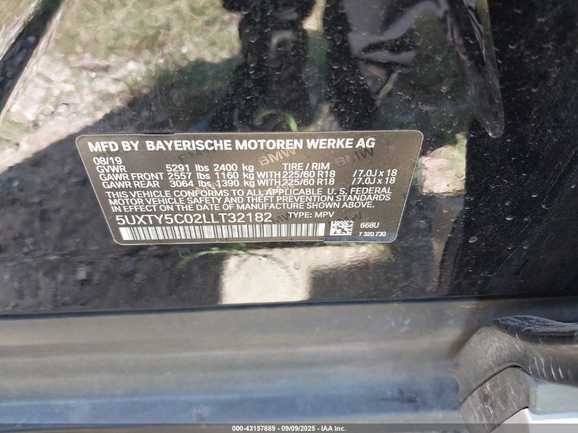 MFD BY BAYERISCHE MOTOREN WERKE AG
08/19
GVWR 5291 lbs 2400 kg TIRE / RIM
GAWR FRONT 2557 lbs 1160 kg WITH 225/60 R18 /7.0J x 18
GAWR REAR 3064 lbs 1390 kg WITH 225/60 R18 /7.0J x 18
THIS VEHICLE CONFORMS TO ALL APPLICABLE U.S. FEDERAL
MOTOR VEHICLE SAFETY AND THEFT PREVENTION STANDARDS
IN EFFECT ON THE DATE OF MANUFACTURE SHOWN ABOVE.
5UXTY5C02LLT32182 TYPE: MPV
668U
7 320 730
000-43157889 - 09/09/2025 - IAA Inc.